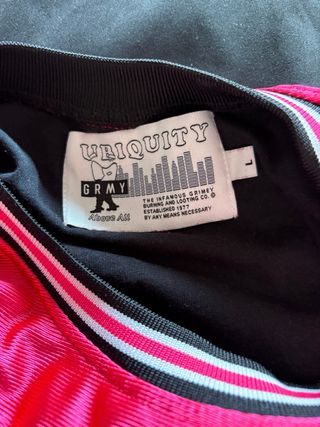 UBIQUITY
GRMY
Above All
THE INFAMOUS GRIMEY
BURNING AND LOOTING CO. ©
ESTABLISHED 1977
BY ANY MEANS NECESSARY
L